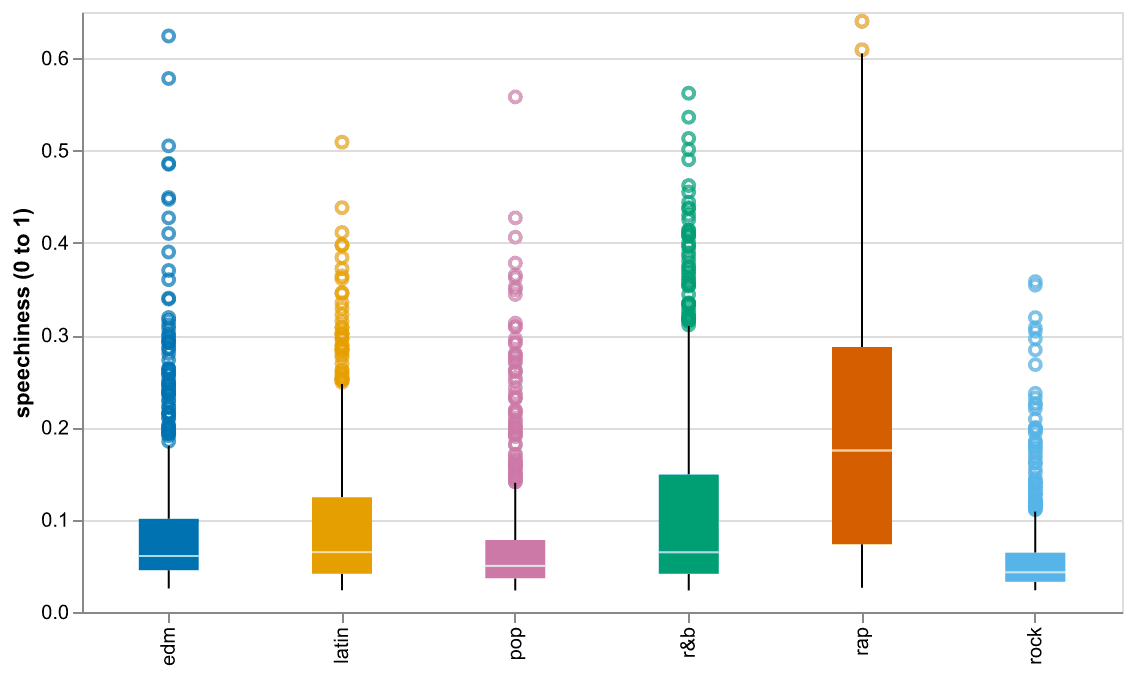 speechiness (0 to 1)
0.6
0.5
0.4
0.3
0.2
0.1
0.0
edm
latin
pop
r&b
rap
rock